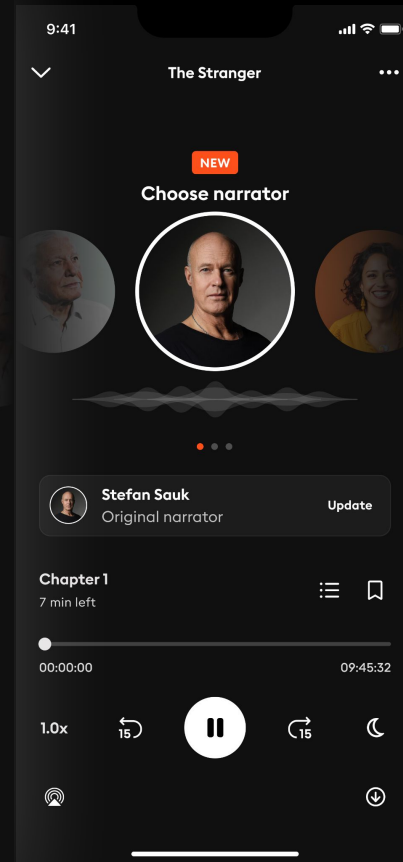 9:41
The Stranger
NEW
Choose narrator
Stefan Sauk
Original narrator
Update
Chapter 1
7 min left
00:00:00
09:45:32
1.0x
15
15